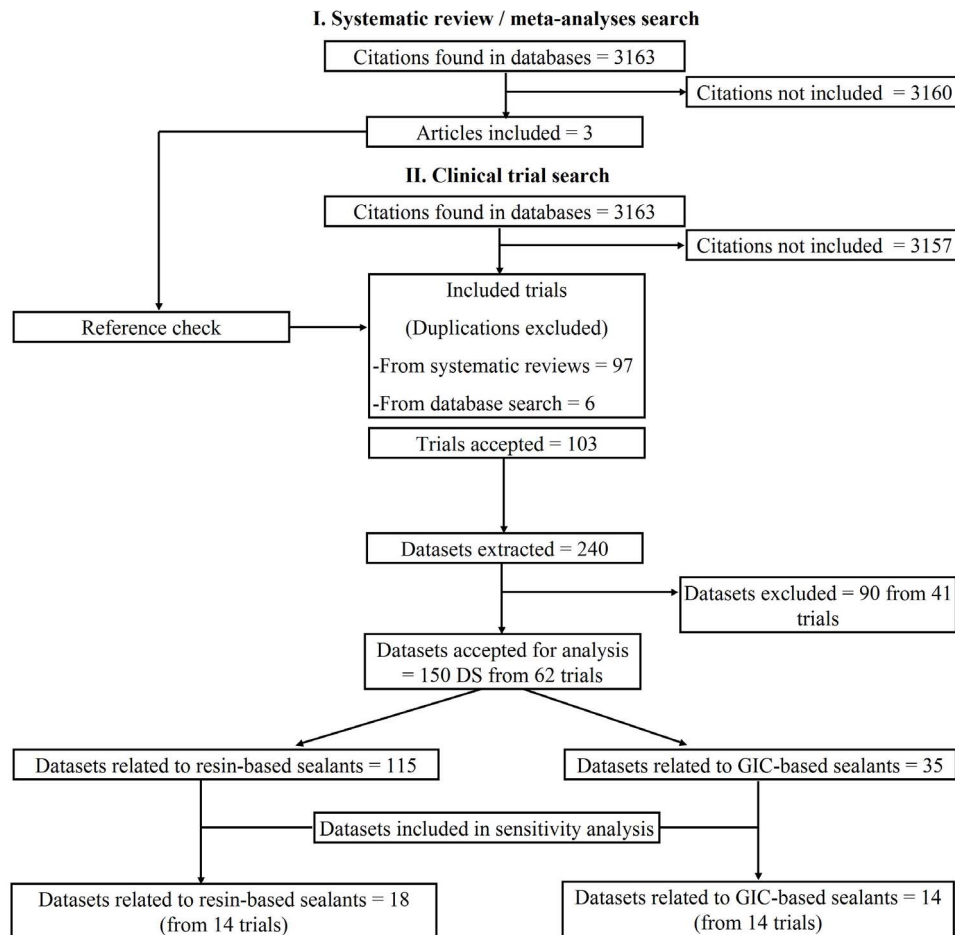 I. Systematic review / meta-analyses search
Citations found in databases = 3163
Citations not included = 3160
Articles included = 3
II. Clinical trial search
Citations found in databases = 3163
Citations not included = 3157
Included trials
(Duplications excluded)
-From systematic reviews = 97
-From database search = 6
Reference check
Trials accepted = 103
Datasets extracted = 240
Datasets excluded = 90 from 41
trials
Datasets accepted for analysis
= 150 DS from 62 trials
Datasets related to resin-based sealants = 115
Datasets related to GIC-based sealants = 35
Datasets included in sensitivity analysis
Datasets related to resin-based sealants = 18
(from 14 trials)
Datasets related to GIC-based sealants = 14
(from 14 trials)